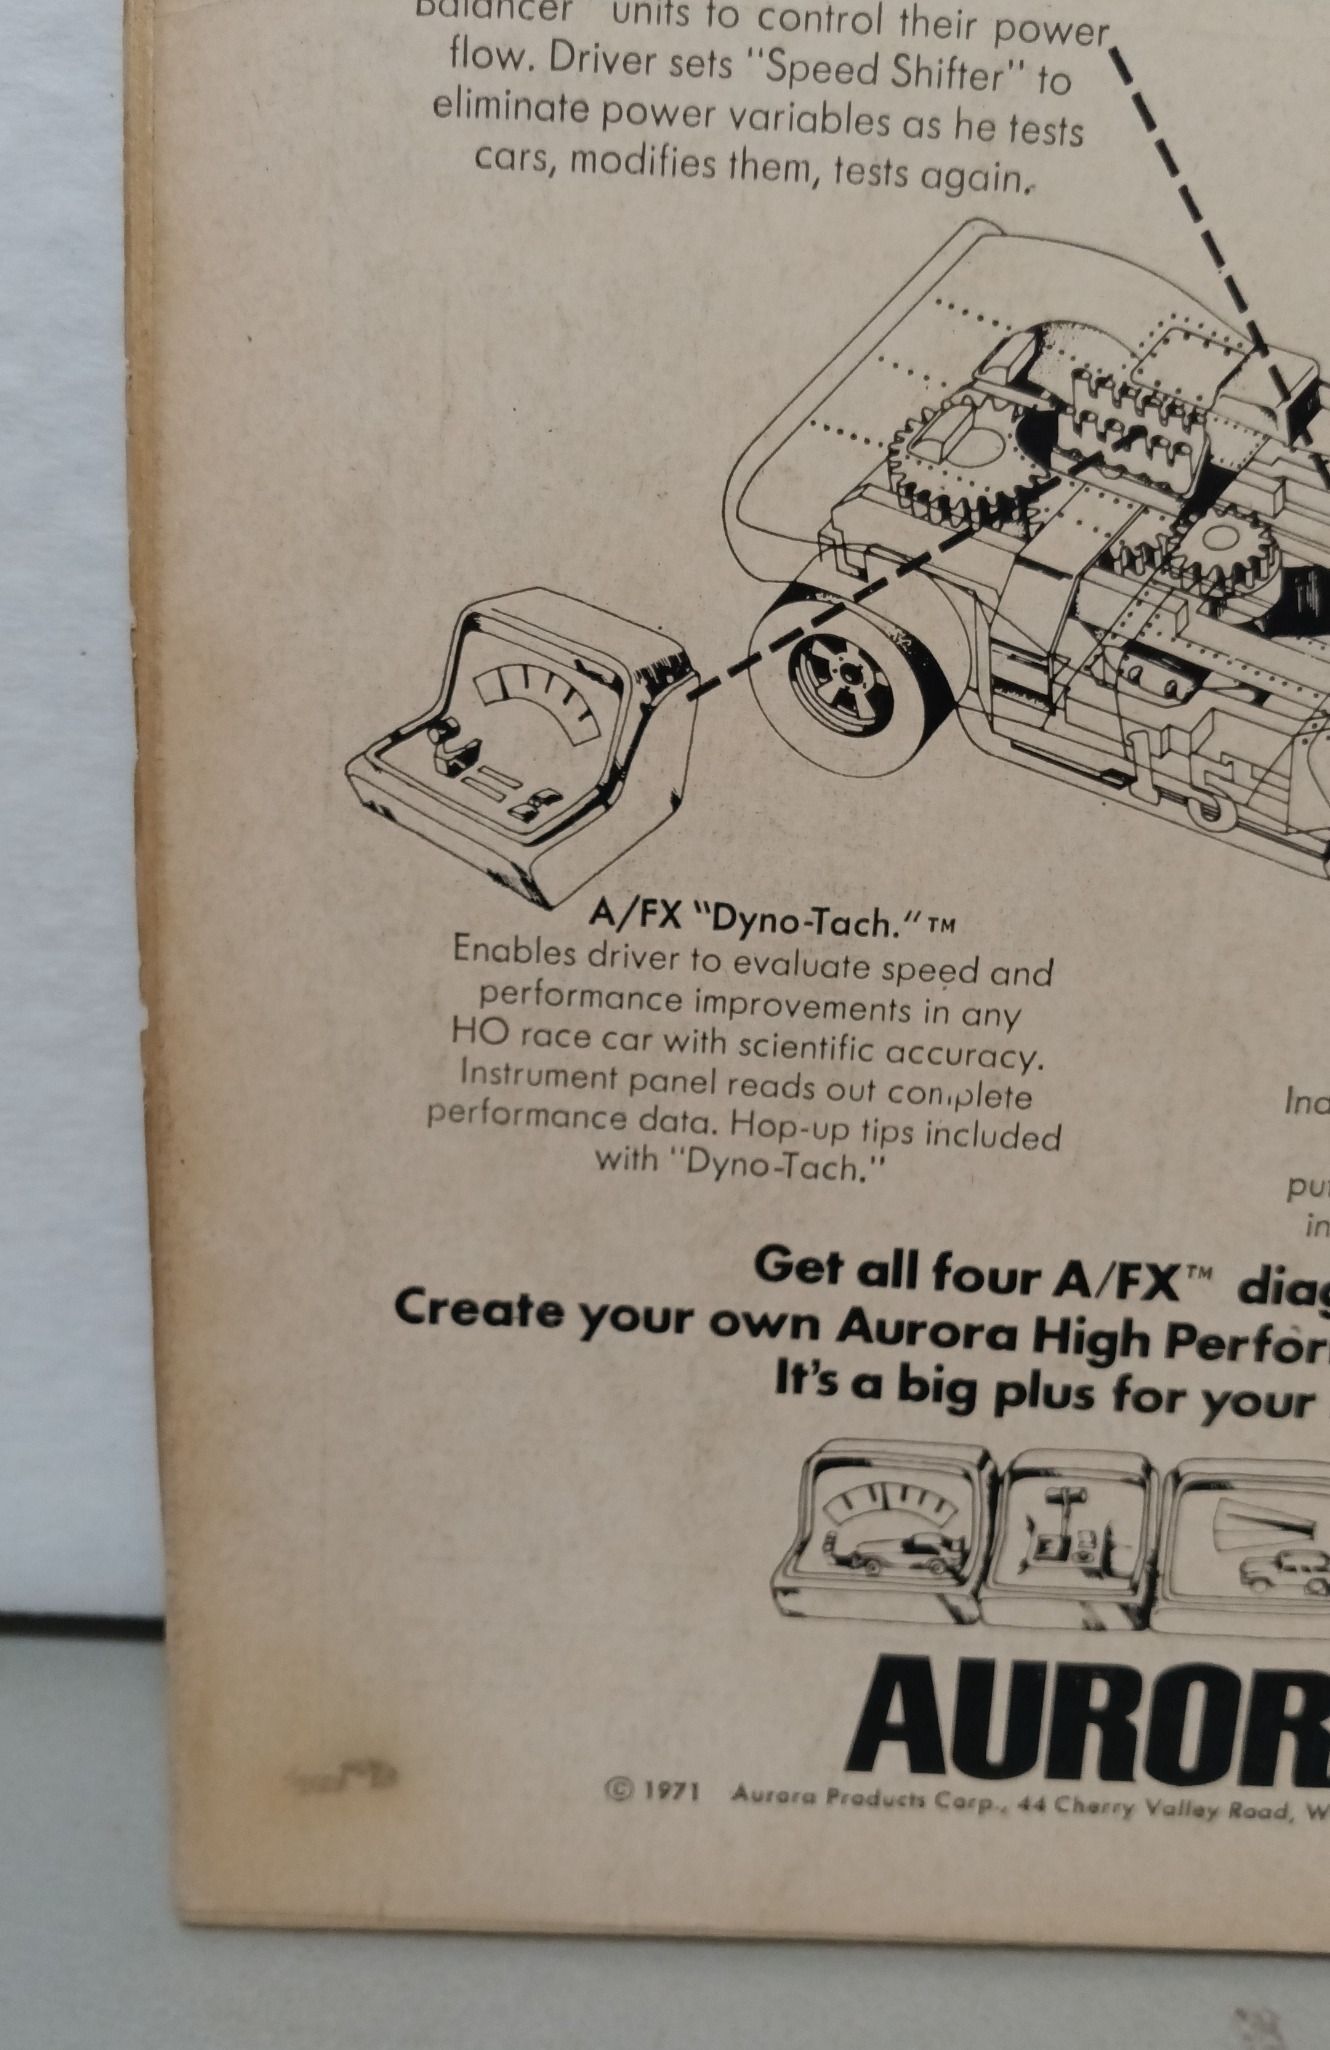 Balancer" units to control their power
flow. Driver sets "Speed Shifter" to
eliminate power variables as he tests
cars, modifies them, tests again.
15
A/FX "Dyno-Tach."™
Enables driver to evaluate speed and
performance improvements in any
HO race car with scientific accuracy.
Instrument panel reads out complete
performance data. Hop-up tips included
with "Dyno-Tach."
Get all four A/FX™ diag
Create your own Aurora High Perfor
It's a big plus for your
AUROR
© 1971 Aurora Products Corp., 44 Cherry Valley Road, W